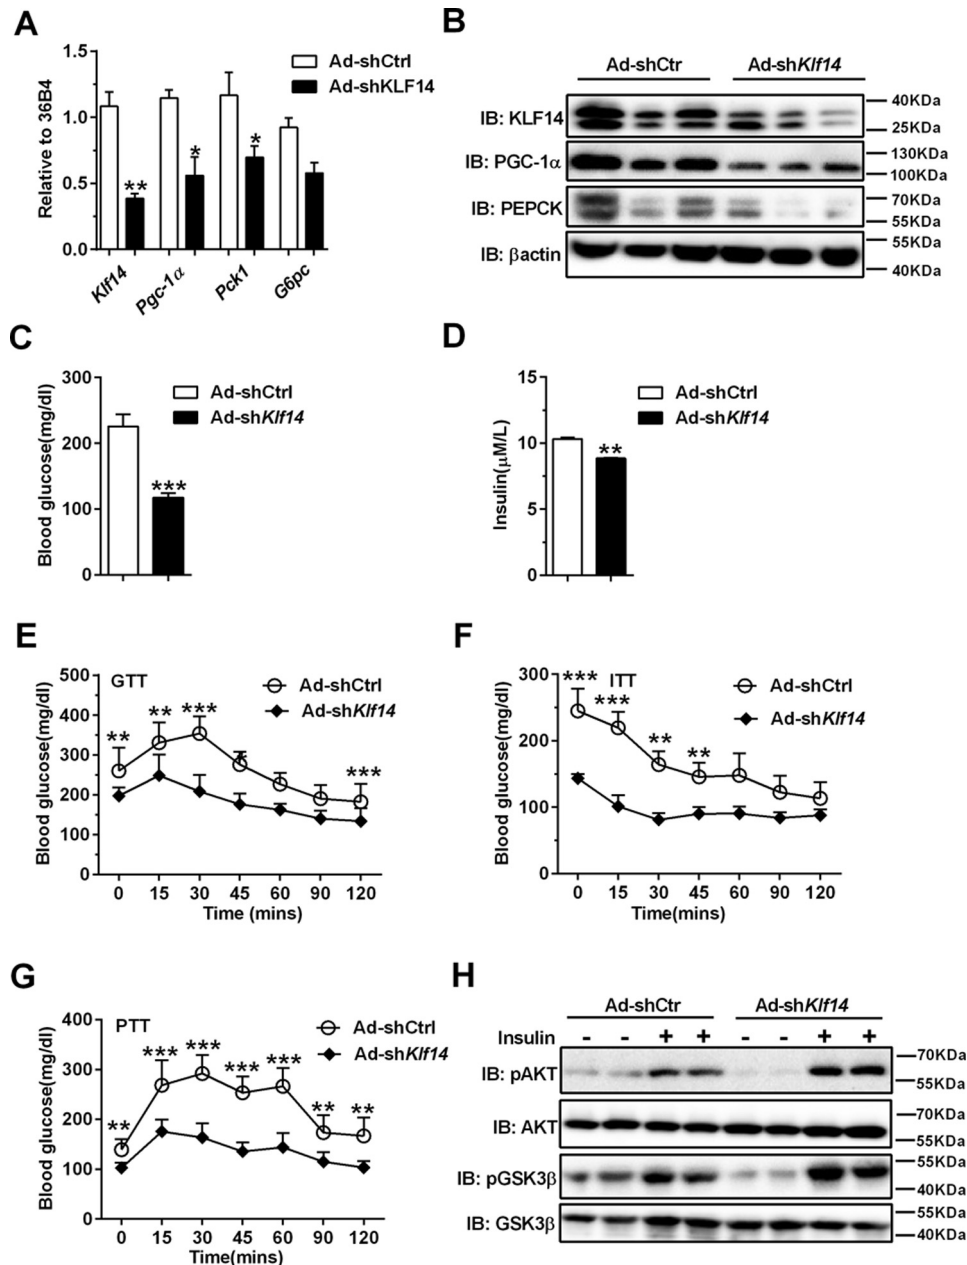 A
Relative to 36B4
1.5
1.0
0.5
0.0
Ad-shCtrl
Ad-shKLF14
**
*
*
Klf14
Pgc-1α
Pck1
G6pc
B
Ad-shCtr
Ad-shKlf14
IB: KLF14
40KDa
25KDa
IB: PGC-1α
130KDa
100KDa
IB: PEPCK
70KDa
55KDa
IB: βactin
55KDa
40KDa
C
Blood glucose(mg/dl)
300
200
100
0
Ad-shCtrl
Ad-shKlf14
***
D
Insulin(μM/L)
15
10
5
0
Ad-shCtrl
Ad-shKlf14
**
E
Blood glucose(mg/dl)
500
400
300
200
100
0
GTT
Ad-shCtrl
Ad-shKlf14
**
**
***
*
***
0 15 30 45 60 90 120
Time (mins)
F
Blood glucose(mg/dl)
300
200
100
0
ITT
Ad-shCtrl
Ad-shKlf14
***
***
**
**
0 15 30 45 60 90 120
Time(mins)
G
Blood glucose(mg/dl)
400
300
200
100
0
PTT
Ad-shCtrl
Ad-shKlf14
**
***
***
***
***
**
**
0 15 30 45 60 90 120
Time(mins)
H
Ad-shCtr
Ad-shKlf14
Insulin - - + + - - + +
IB: pAKT
70KDa
55KDa
IB: AKT
70KDa
55KDa
IB: pGSK3β
55KDa
40KDa
IB: GSK3β
55KDa
40KDa